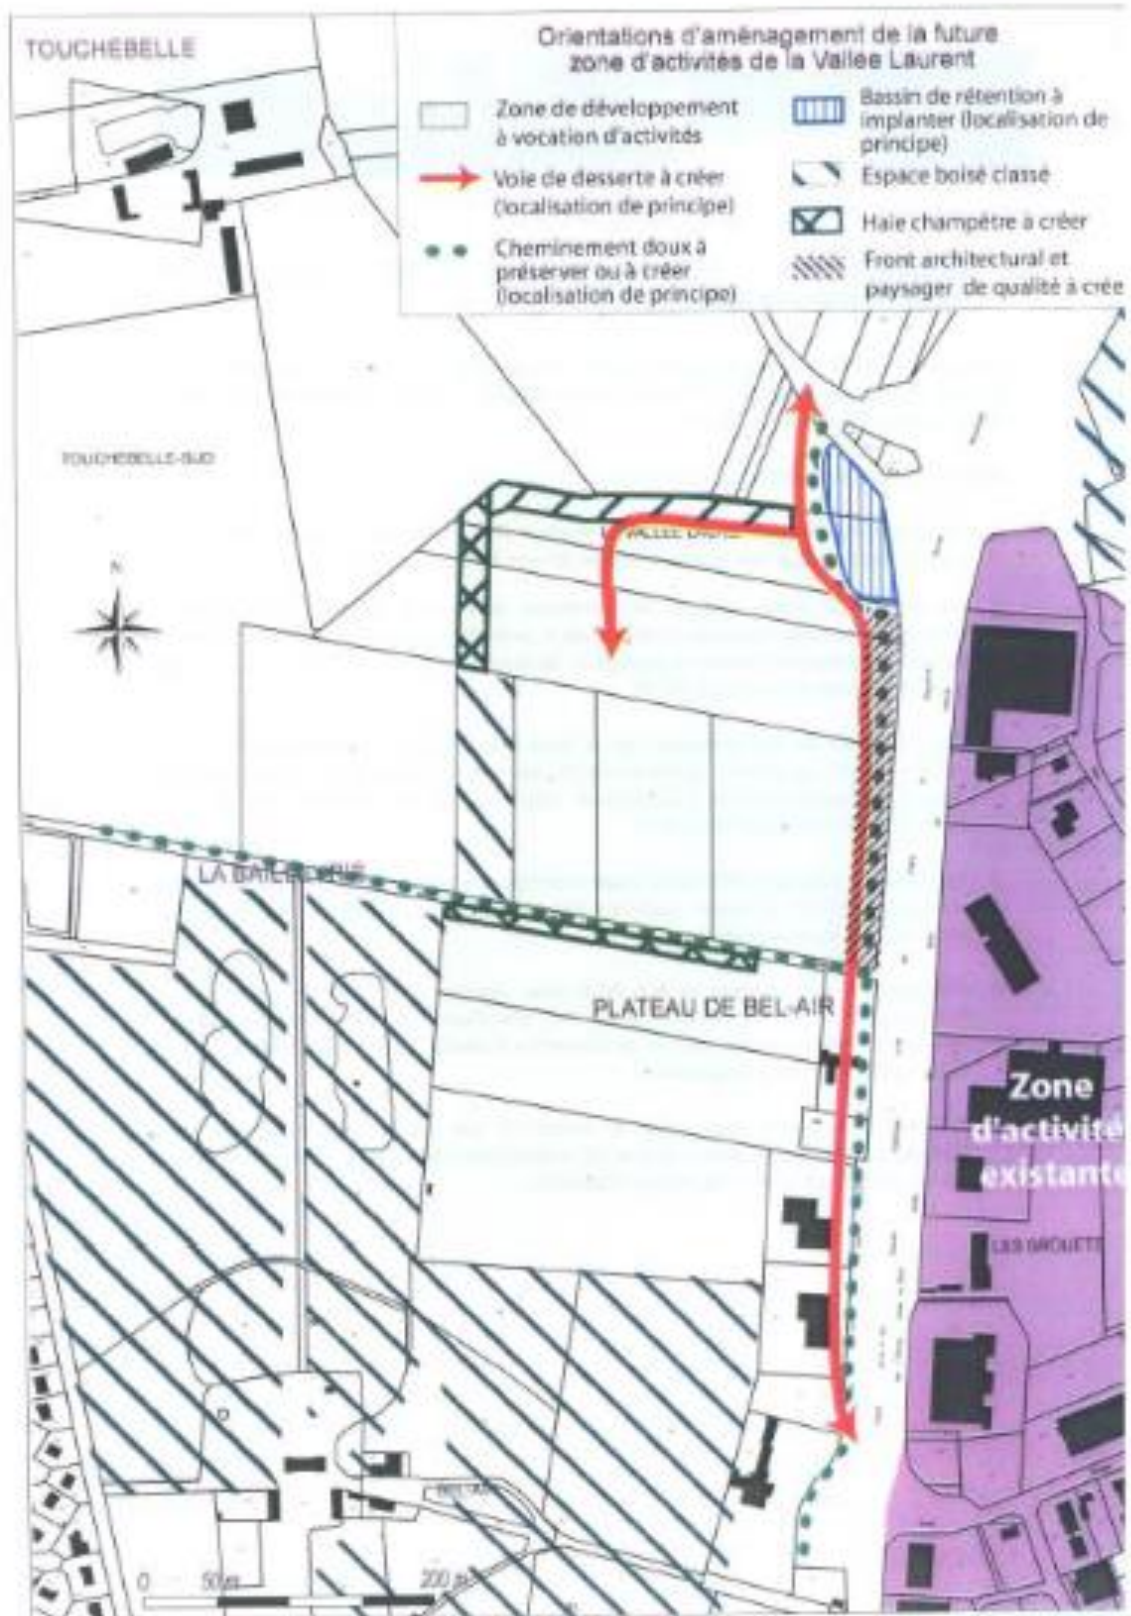 TOUCHEBELLE
Orientations d'aménagement de la future
zone d'activités de la Vallée Laurent
Zone de développement
à vocation d'activités
Voie de desserte à créer
(localisation de principe)
Cheminement doux à
préserver ou à créer
(localisation de principe)
Bassin de rétention à
implanter (localisation de
principe)
Espace boisé classé
Haie champêtre à créer
Front architectural et
paysager de qualité à crée
TOUCHEBELLE-SUD
VALLEE
N
LA
PLATEAU DE BEL-AIR
Zone
d'activité
existante
LES GROUETS
0 50 m 200 m